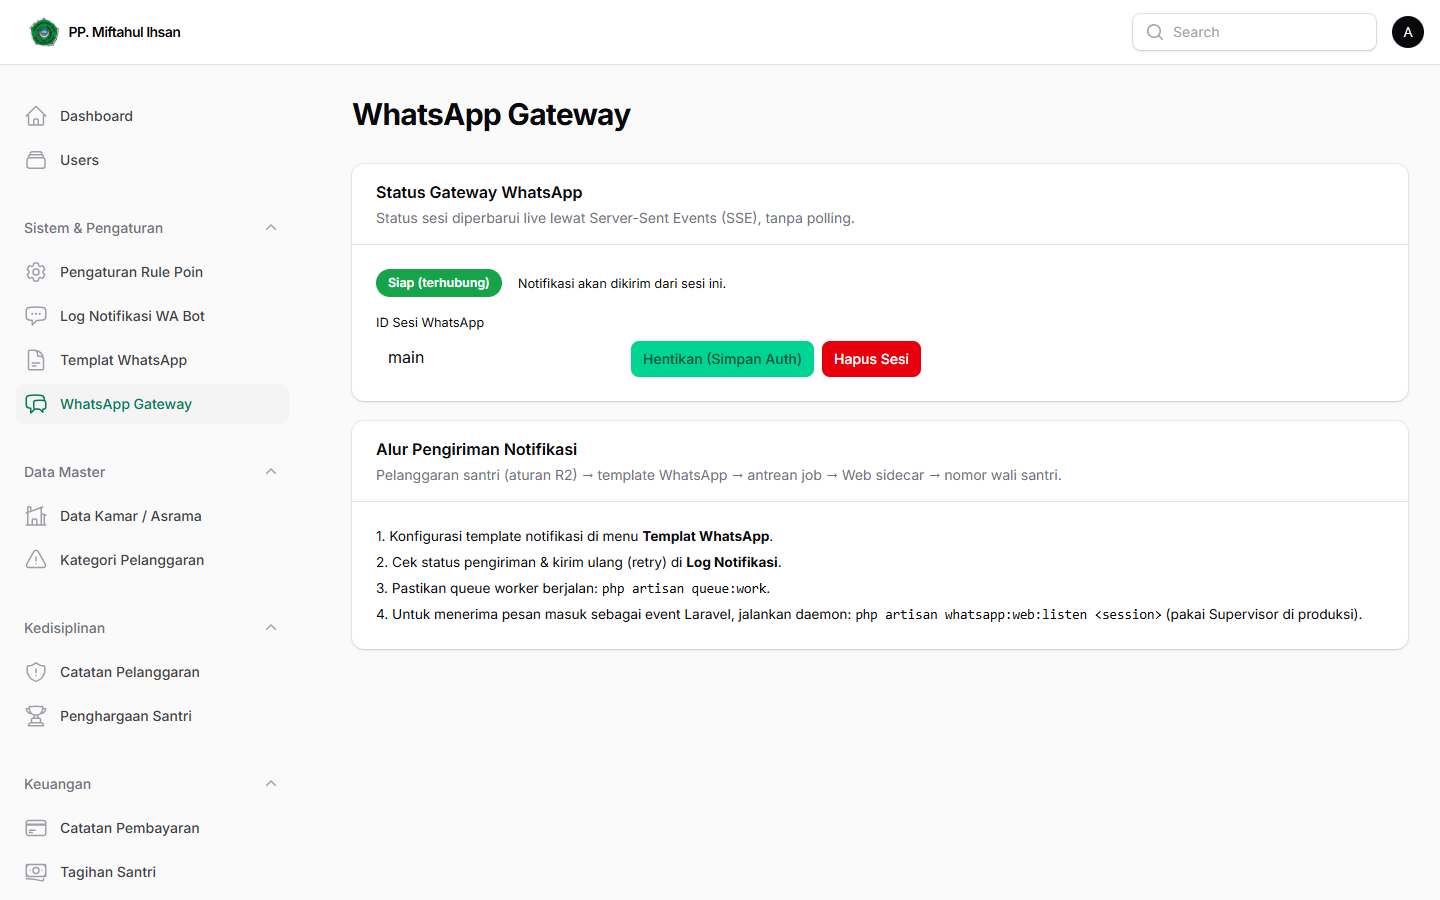 PP. Miftahul Ihsan
Search
A
Dashboard
Users
Sistem & Pengaturan
Pengaturan Rule Poin
Log Notifikasi WA Bot
Templat WhatsApp
WhatsApp Gateway
Data Master
Data Kamar / Asrama
Kategori Pelanggaran
Kedisiplinan
Catatan Pelanggaran
Penghargaan Santri
Keuangan
Catatan Pembayaran
Tagihan Santri
WhatsApp Gateway
Status Gateway WhatsApp
Status sesi diperbarui live lewat Server-Sent Events (SSE), tanpa polling.
Siap (terhubung) Notifikasi akan dikirim dari sesi ini.
ID Sesi WhatsApp
main Hentikan (Simpan Auth) Hapus Sesi
Alur Pengiriman Notifikasi
Pelanggaran santri (aturan R2) → template WhatsApp → antrean job → Web sidecar → nomor wali santri.
1. Konfigurasi template notifikasi di menu Templat WhatsApp.
2. Cek status pengiriman & kirim ulang (retry) di Log Notifikasi.
3. Pastikan queue worker berjalan: php artisan queue:work.
4. Untuk menerima pesan masuk sebagai event Laravel, jalankan daemon: php artisan whatsapp:web:listen <session> (pakai Supervisor di produksi).